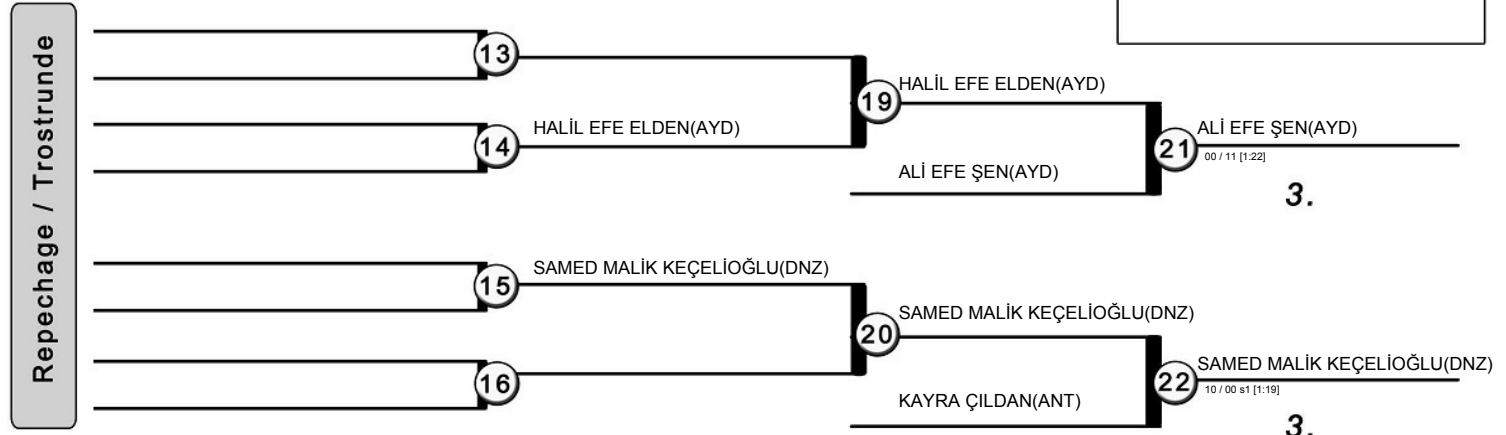 Repechage / Trostrunde
13
HALİL EFE ELDEN(AYD)
14
HALİL EFE ELDEN(AYD)
19
ALİ EFE ŞEN(AYD)
ALİ EFE ŞEN(AYD)
21
00 / 11 [1:22]
3.
SAMED MALİK KEÇELİOĞLU(DNZ)
15
SAMED MALİK KEÇELİOĞLU(DNZ)
20
16
KAYRA ÇILDAN(ANT)
SAMED MALİK KEÇELİOĞLU(DNZ)
22
10 / 00 s1 [1:19]
3.